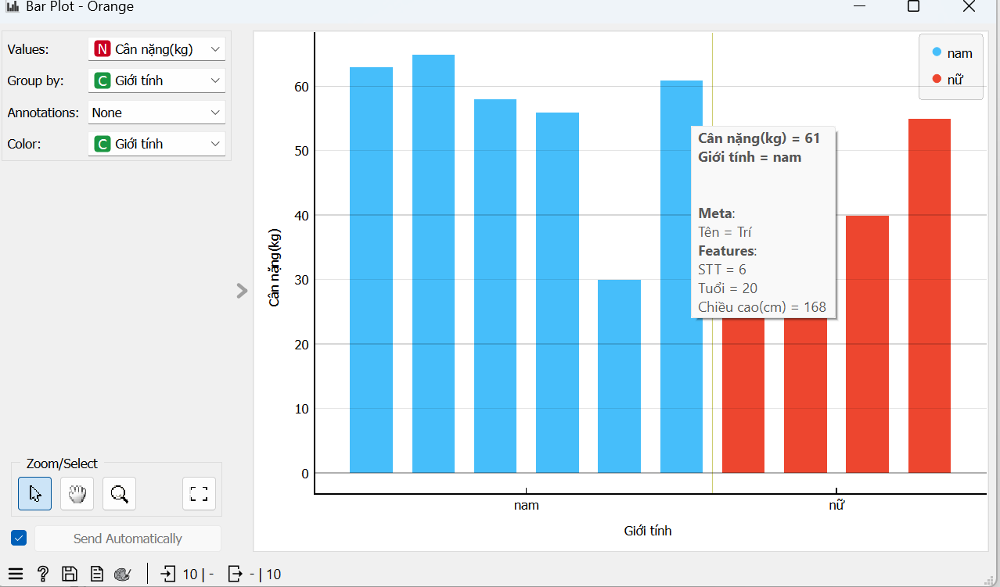 Bar Plot - Orange
Values: N Cân nặng(kg)
Group by: C Giới tính
Annotations: None
Color: C Giới tính
Zoom/Select
Send Automatically
10 | - - | 10
Cân nặng(kg)
60
50
40
30
20
10
0
nam
nữ
Giới tính
nam
nữ
Cân nặng(kg) = 61
Giới tính = nam
Meta:
Tên = Trí
Features:
STT = 6
Tuổi = 20
Chiều cao(cm) = 168